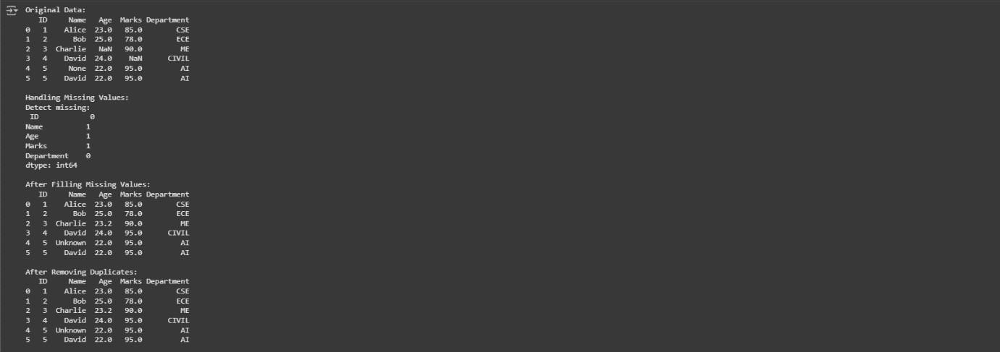 Original Data:
ID Name Age Marks Department
0 1 Alice 23.0 85.0 CSE
1 2 Bob 25.0 78.0 ECE
2 3 Charlie NaN 90.0 ME
3 4 David 24.0 NaN CIVIL
4 5 None 22.0 95.0 AI
5 5 David 22.0 95.0 AI
Handling Missing Values:
Detect missing:
ID 0
Name 1
Age 1
Marks 1
Department 0
dtype: int64
After Filling Missing Values:
ID Name Age Marks Department
0 1 Alice 23.0 85.0 CSE
1 2 Bob 25.0 78.0 ECE
2 3 Charlie 23.2 90.0 ME
3 4 David 24.0 95.0 CIVIL
4 5 Unknown 22.0 95.0 AI
5 5 David 22.0 95.0 AI
After Removing Duplicates:
ID Name Age Marks Department
0 1 Alice 23.0 85.0 CSE
1 2 Bob 25.0 78.0 ECE
2 3 Charlie 23.2 90.0 ME
3 4 David 24.0 95.0 CIVIL
4 5 Unknown 22.0 95.0 AI
5 5 David 22.0 95.0 AI